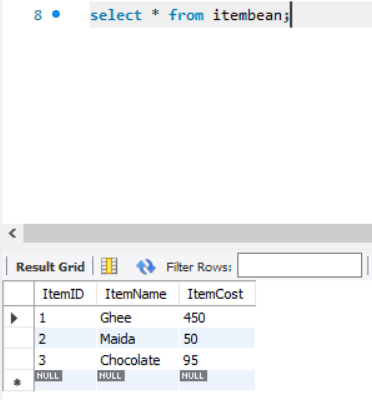 8 select * from itembean;
Result Grid Filter Rows:
ItemID ItemName ItemCost
1 Ghee 450
2 Maida 50
3 Chocolate 95
NULL NULL NULL